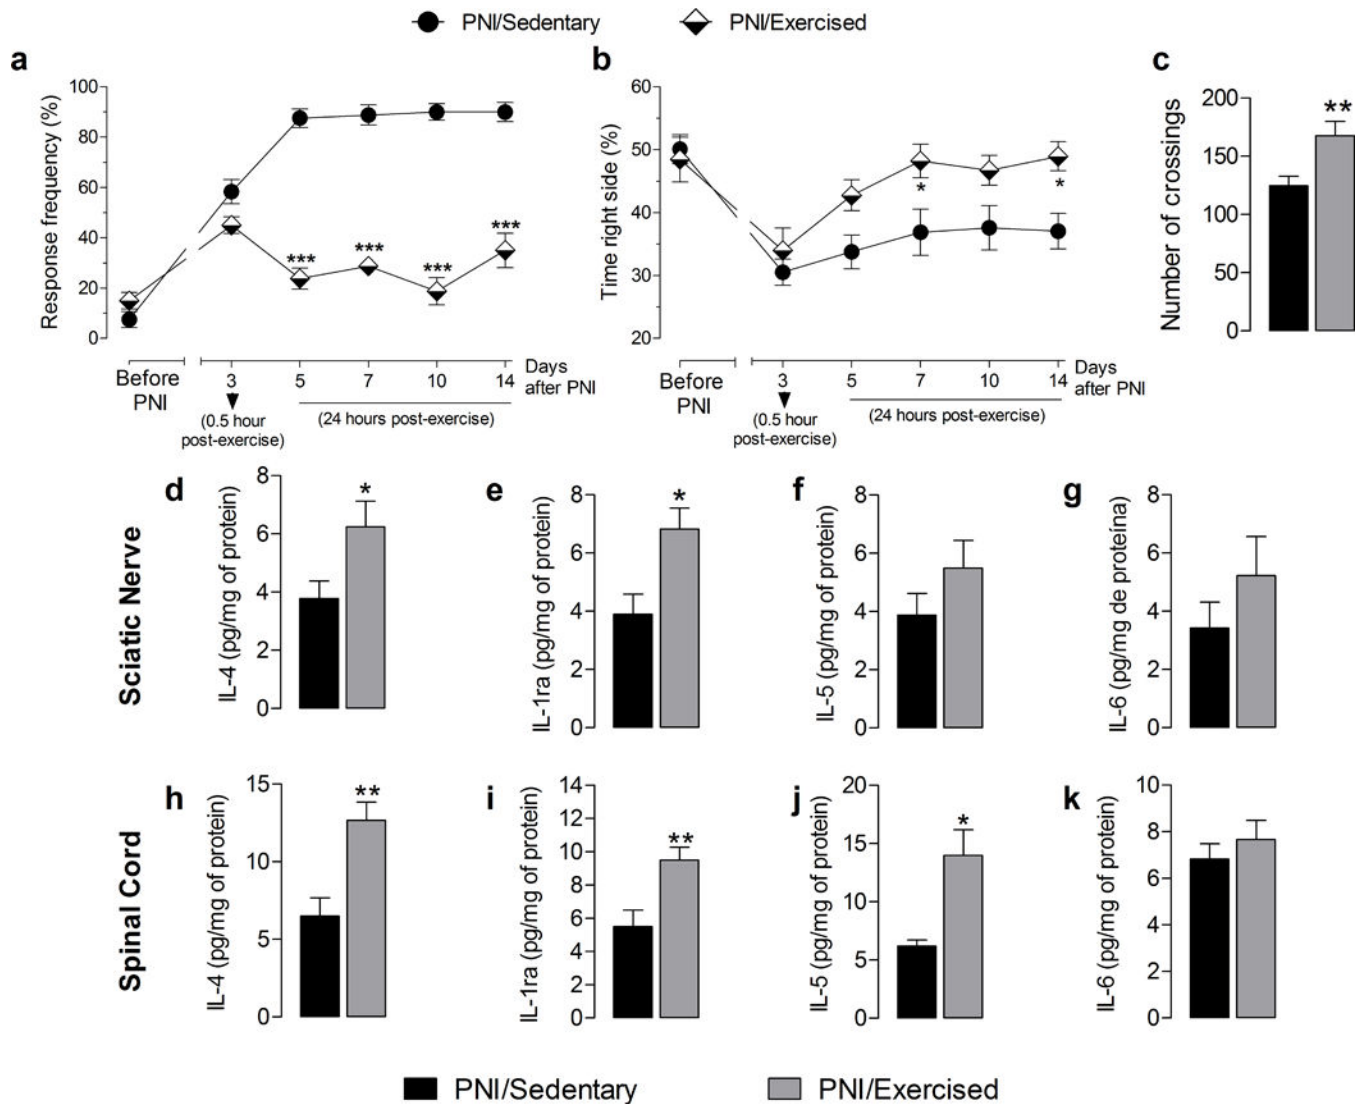 PNI/Sedentary PNI/Exercised
a
Response frequency (%)
100
80
60
40
20
0
Before
PNI
3 5 7 10 14
Days
after PNI
(0.5 hour
post-exercise)
(24 hours post-exercise)
*** *** *** ***
b
Time right side (%)
60
50
40
30
20
Before
PNI
3 5 7 10 14
Days
after PNI
(0.5 hour
post-exercise)
(24 hours post-exercise)
* *
c
Number of crossings
200
150
100
50
0
**
Sciatic Nerve
d
IL-4 (pg/mg of protein)
8
6
4
2
0
*
e
IL-1ra (pg/mg of protein)
8
6
4
2
0
*
f
IL-5 (pg/mg of protein)
8
6
4
2
0
g
IL-6 (pg/mg de proteína)
8
6
4
2
0
Spinal Cord
h
IL-4 (pg/mg of protein)
15
10
5
0
**
i
IL-1ra (pg/mg of protein)
14
12
10
8
6
4
2
0
**
j
IL-5 (pg/mg of protein)
20
15
10
5
0
*
k
IL-6 (pg/mg of protein)
10
8
6
4
2
0
PNI/Sedentary PNI/Exercised